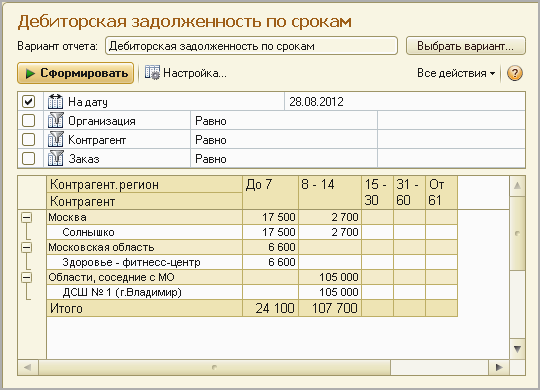 Дебиторская задолженность по срокам
Вариант отчета: Дебиторская задолженность по срокам Выбрать вариант...
Сформировать Настройка... Все действия ?
На дату 28.08.2012
Организация Равно
Контрагент Равно
Заказ Равно
Контрагент.регион До 7 8 - 14 15 - 30 31 - 60 От 61
Контрагент
Москва 17 500 2 700
Солнышко 17 500 2 700
Московская область 6 600
Здоровье - фитнесс-центр 6 600
Области, соседние с МО 105 000
ДСШ № 1 (г.Владимир) 105 000
Итого 24 100 107 700